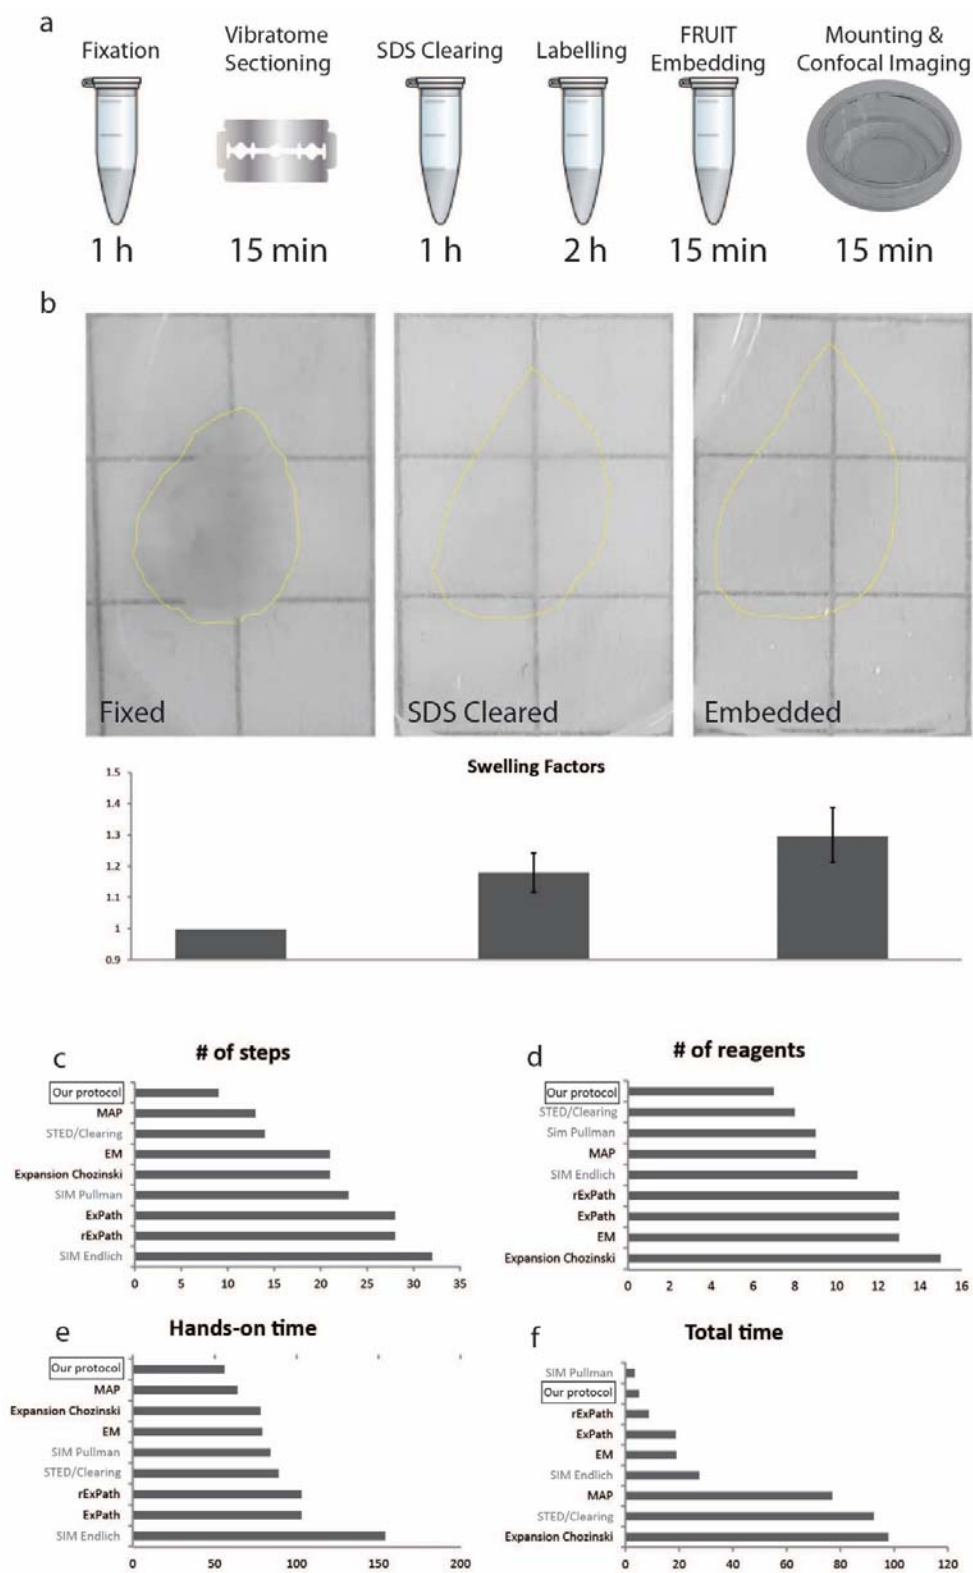 a
Fixation
Vibratome
Sectioning
SDS Clearing
Labelling
FRUIT
Embedding
Mounting &
Confocal Imaging
1 h
15 min
1 h
2 h
15 min
15 min
b
Fixed
SDS Cleared
Embedded
Swelling Factors
1.5
1.4
1.3
1.2
1.1
1
0.9
c
# of steps
Our protocol
MAP
STED/Clearing
EM
Expansion Chozinski
SIM Pullman
ExPath
rExPath
SIM Endlich
0 5 10 15 20 25 30 35
d
# of reagents
Our protocol
STED/Clearing
Sim Pullman
MAP
SIM Endlich
rExPath
ExPath
EM
Expansion Chozinski
0 2 4 6 8 10 12 14 16
e
Hands-on time
Our protocol
MAP
Expansion Chozinski
EM
SIM Pullman
STED/Clearing
rExPath
ExPath
SIM Endlich
0 50 100 150 200
f
Total time
SIM Pullman
Our protocol
rExPath
ExPath
EM
SIM Endlich
MAP
STED/Clearing
Expansion Chozinski
0 20 40 60 80 100 120